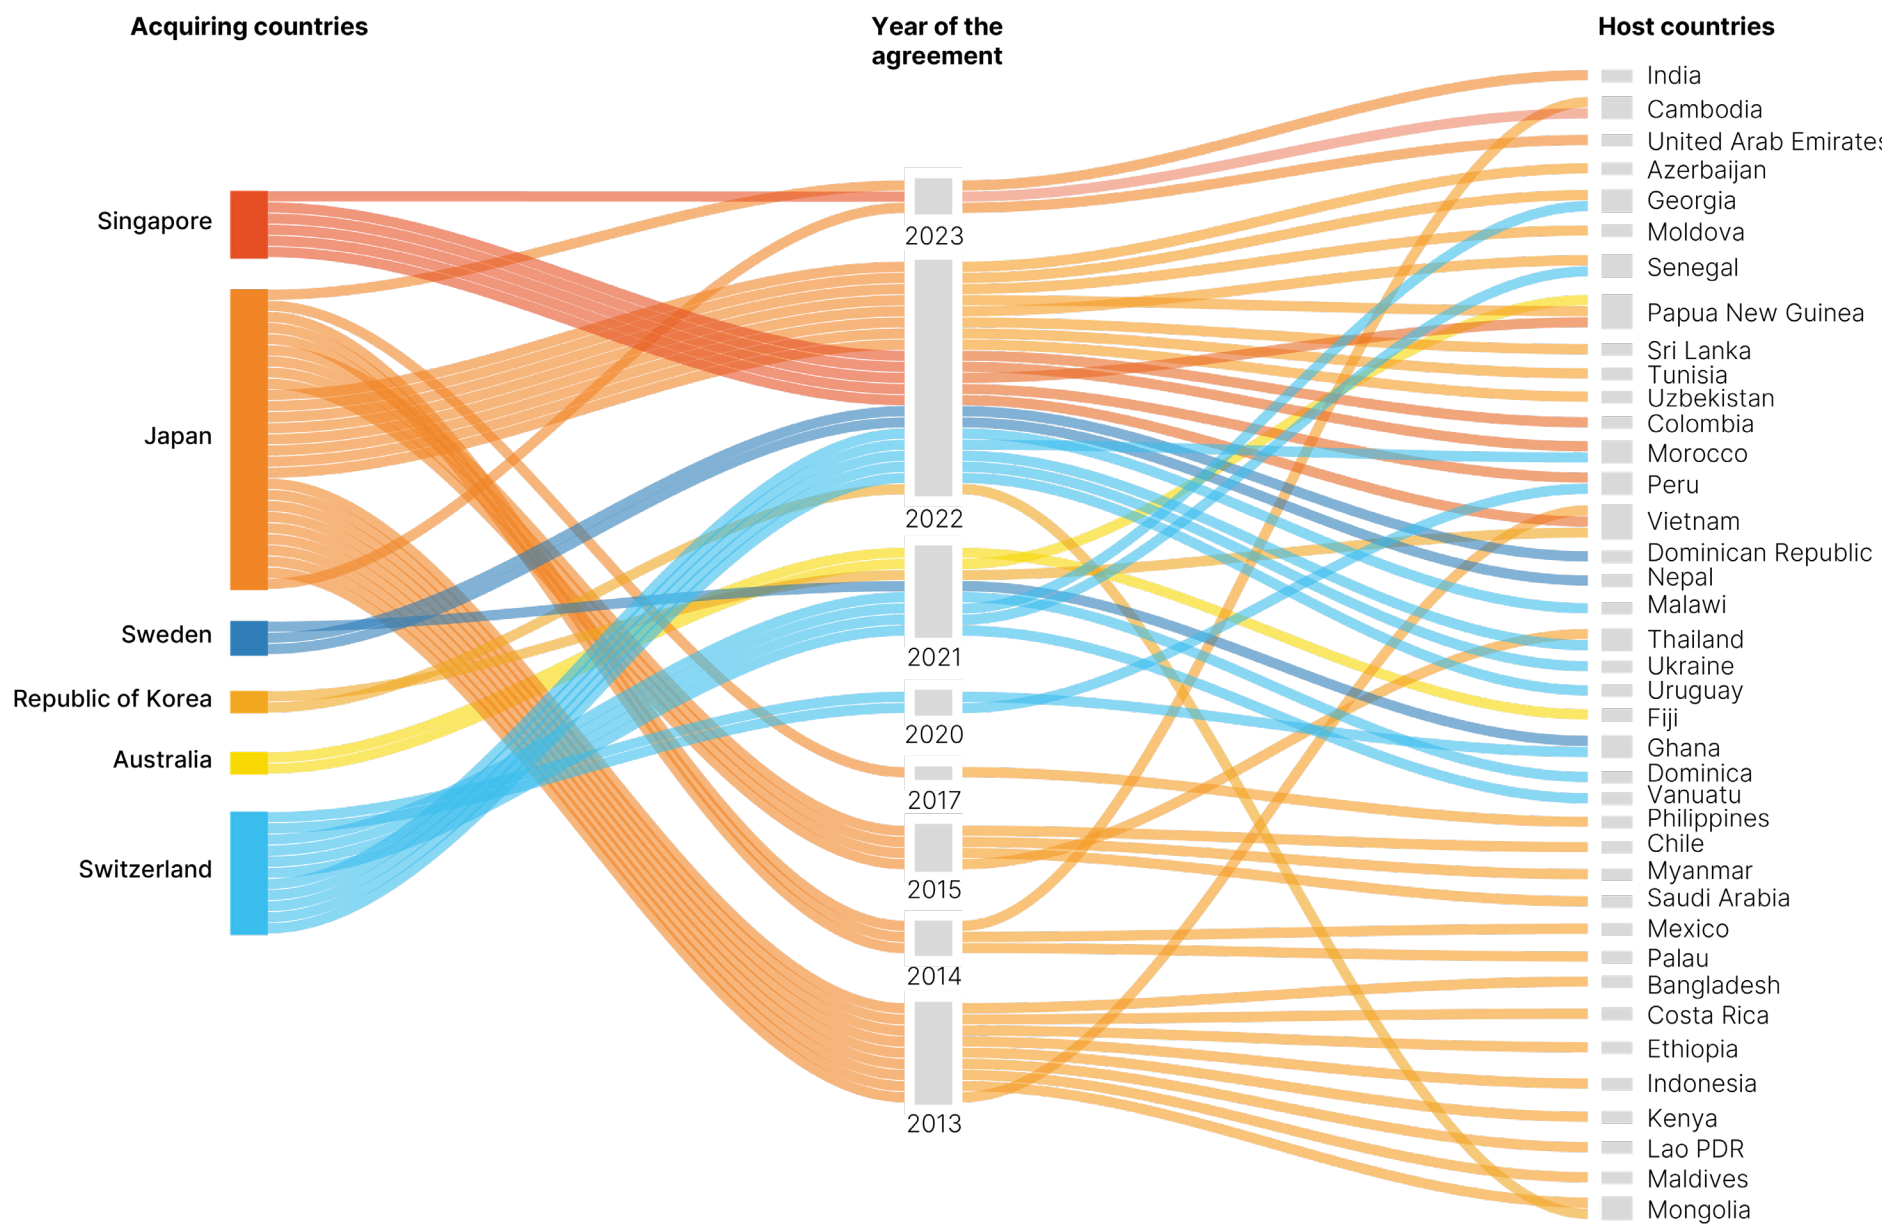 Acquiring countries
Year of the
agreement
Host countries
Singapore
Japan
Sweden
Republic of Korea
Australia
Switzerland
2023
2022
2021
2020
2017
2015
2014
2013
India
Cambodia
United Arab Emirates
Azerbaijan
Georgia
Moldova
Senegal
Papua New Guinea
Sri Lanka
Tunisia
Uzbekistan
Colombia
Morocco
Peru
Vietnam
Dominican Republic
Nepal
Malawi
Thailand
Ukraine
Uruguay
Fiji
Ghana
Dominica
Vanuatu
Philippines
Chile
Myanmar
Saudi Arabia
Mexico
Palau
Bangladesh
Costa Rica
Ethiopia
Indonesia
Kenya
Lao PDR
Maldives
Mongolia